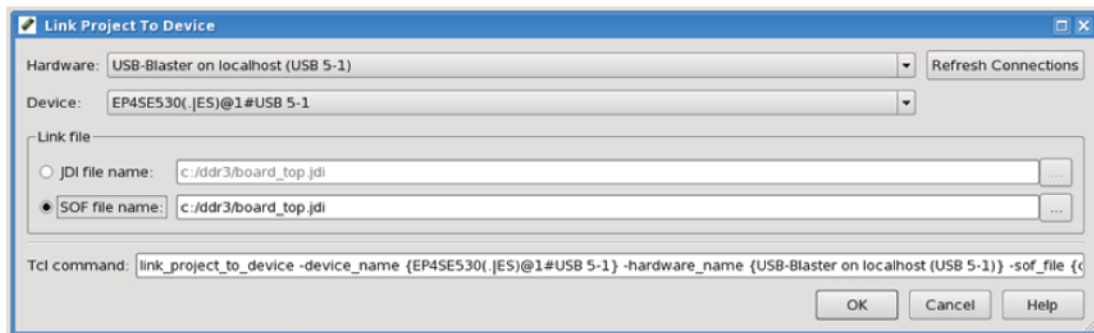 Link Project To Device
Hardware: USB-Blaster on localhost (USB 5-1) Refresh Connections
Device: EP4SE530(.|ES)@1#USB 5-1
Link file
JDI file name: c:/ddr3/board_top.jdi ...
SOF file name: c:/ddr3/board_top.jdi ...
Tcl command: link_project_to_device -device_name {EP4SE530(.|ES)@1#USB 5-1} -hardware_name {USB-Blaster on localhost (USB 5-1)} -sof_file {c
OK Cancel Help